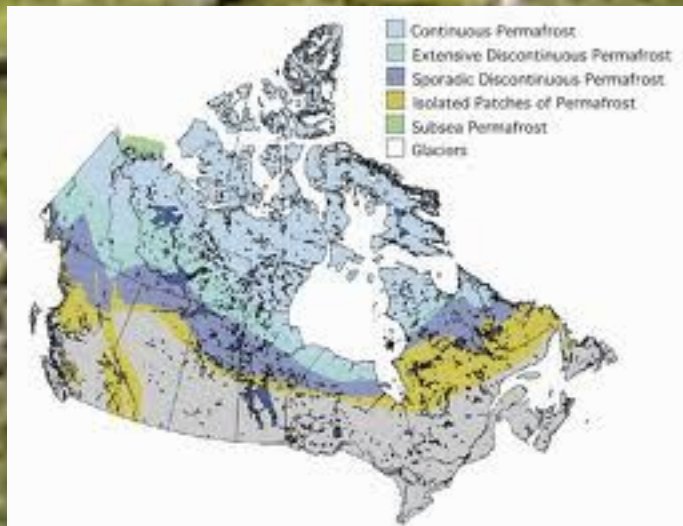 Continuous Permafrost
Extensive Discontinuous Permafrost
Sporadic Discontinuous Permafrost
Isolated Patches of Permafrost
Subsea Permafrost
Glaciers